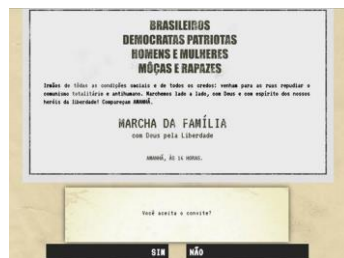 BRASILEIROS
DEMOCRATAS PATRIOTAS
HOMENS E MULHERES
MÔÇAS E RAPAZES
Irmãos de tôdas as condições sociais e de todos os credos: venham para as ruas repudiar o
comunismo totalitário e antihumano. Marchemos lado a lado, com Deus e com espírito dos nossos
heróis da liberdade! Compareçam AMANHÃ.
MARCHA DA FAMÍLIA
com Deus pela Liberdade
AMANHÃ, ÀS 16 HORAS.
Você aceita o convite?
SIM NÃO